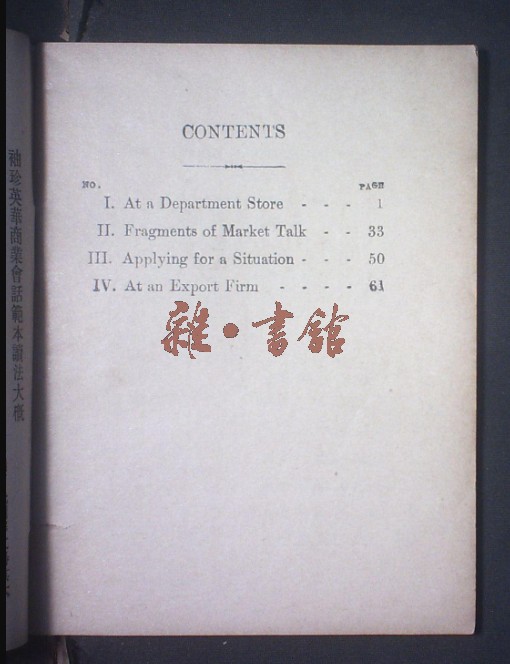 CONTENTS
NO. PAGE
I. At a Department Store - - - 1
II. Fragments of Market Talk - - 33
III. Applying for a Situation - - - 50
IV. At an Export Firm - - - - 61
雜·書館
袖珍英華商業會話範本讀法大概